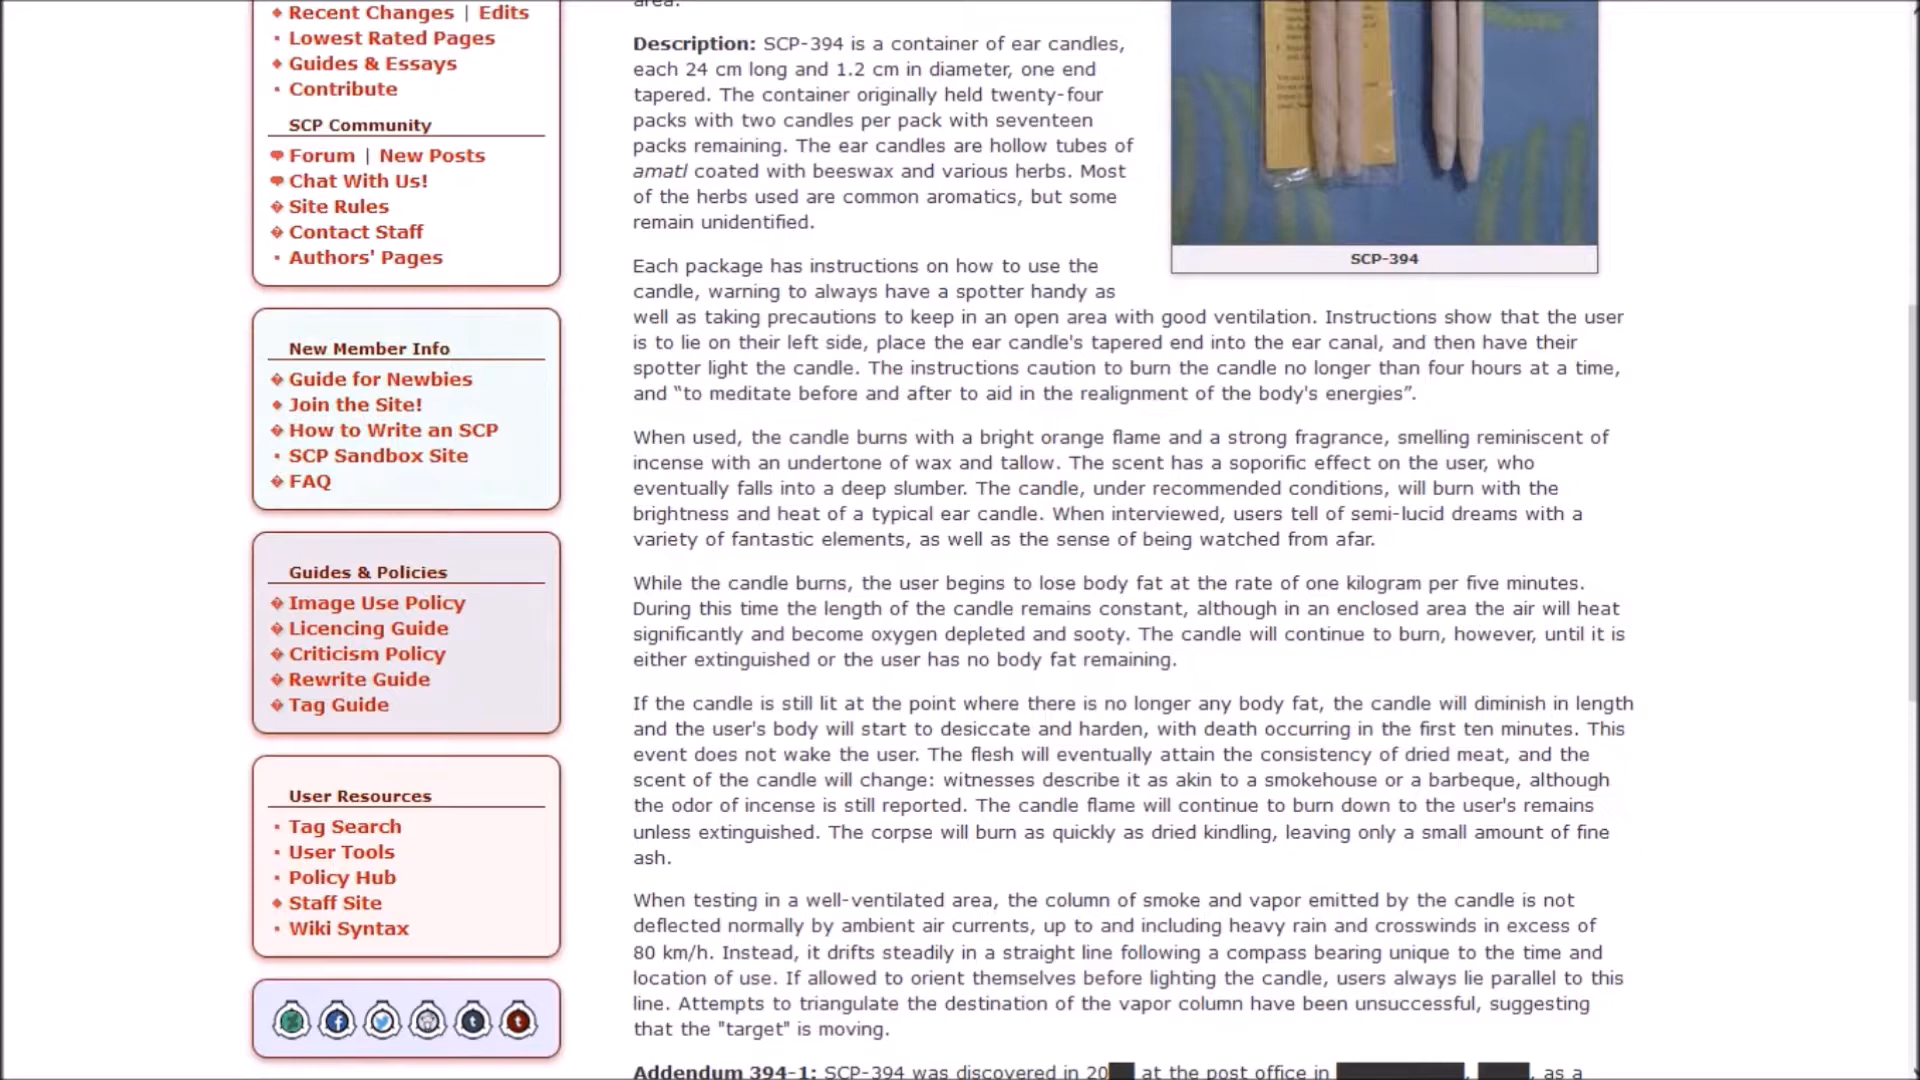 Recent Changes | Edits
Lowest Rated Pages
Guides & Essays
Contribute
SCP Community
Forum | New Posts
Chat With Us!
Site Rules
Contact Staff
Authors' Pages
New Member Info
Guide for Newbies
Join the Site!
How to Write an SCP
SCP Sandbox Site
FAQ
Guides & Policies
Image Use Policy
Licencing Guide
Criticism Policy
Rewrite Guide
Tag Guide
User Resources
Tag Search
User Tools
Policy Hub
Staff Site
Wiki Syntax
area.
Description: SCP-394 is a container of ear candles,
each 24 cm long and 1.2 cm in diameter, one end
tapered. The container originally held twenty-four
packs with two candles per pack with seventeen
packs remaining. The ear candles are hollow tubes of
amatl coated with beeswax and various herbs. Most
of the herbs used are common aromatics, but some
remain unidentified.
SCP-394
Each package has instructions on how to use the
candle, warning to always have a spotter handy as
well as taking precautions to keep in an open area with good ventilation. Instructions show that the user
is to lie on their left side, place the ear candle's tapered end into the ear canal, and then have their
spotter light the candle. The instructions caution to burn the candle no longer than four hours at a time,
and “to meditate before and after to aid in the realignment of the body's energies”.
When used, the candle burns with a bright orange flame and a strong fragrance, smelling reminiscent of
incense with an undertone of wax and tallow. The scent has a soporific effect on the user, who
eventually falls into a deep slumber. The candle, under recommended conditions, will burn with the
brightness and heat of a typical ear candle. When interviewed, users tell of semi-lucid dreams with a
variety of fantastic elements, as well as the sense of being watched from afar.
While the candle burns, the user begins to lose body fat at the rate of one kilogram per five minutes.
During this time the length of the candle remains constant, although in an enclosed area the air will heat
significantly and become oxygen depleted and sooty. The candle will continue to burn, however, until it is
either extinguished or the user has no body fat remaining.
If the candle is still lit at the point where there is no longer any body fat, the candle will diminish in length
and the user's body will start to desiccate and harden, with death occurring in the first ten minutes. This
event does not wake the user. The flesh will eventually attain the consistency of dried meat, and the
scent of the candle will change: witnesses describe it as akin to a smokehouse or a barbeque, although
the odor of incense is still reported. The candle flame will continue to burn down to the user's remains
unless extinguished. The corpse will burn as quickly as dried kindling, leaving only a small amount of fine
ash.
When testing in a well-ventilated area, the column of smoke and vapor emitted by the candle is not
deflected normally by ambient air currents, up to and including heavy rain and crosswinds in excess of
80 km/h. Instead, it drifts steadily in a straight line following a compass bearing unique to the time and
location of use. If allowed to orient themselves before lighting the candle, users always lie parallel to this
line. Attempts to triangulate the destination of the vapor column have been unsuccessful, suggesting
that the "target" is moving.
Addendum 394-1: SCP-394 was discovered in 20██ at the post office in ██████████, ████, as a